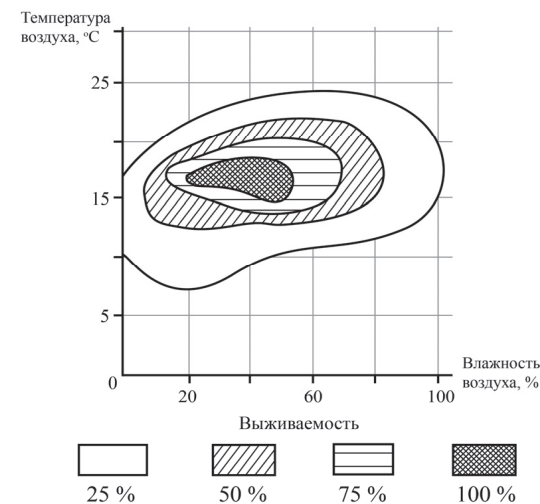 Температура
воздуха, °C
25
15
5
0
20
60
100
Влажность
воздуха, %
Выживаемость
25 %
50 %
75 %
100 %